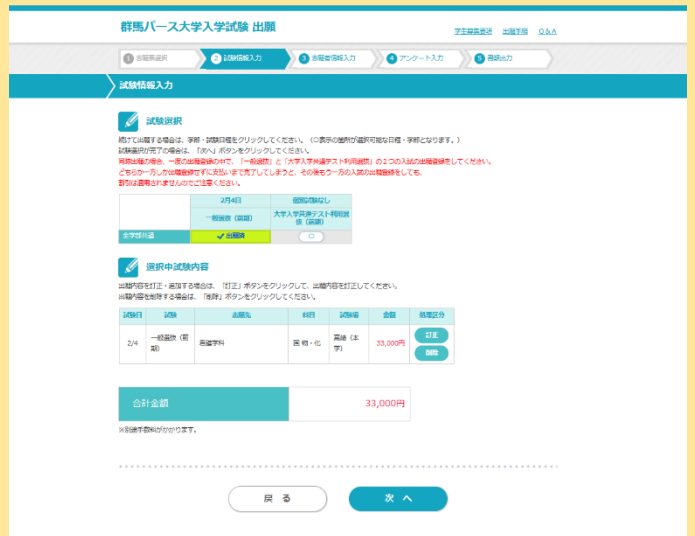 群馬パース大学入学試験 出願
学生募集要項 出願手順 Q&A
1 志願票選択 2 試験情報入力 3 志願者情報入力 4 アンケート入力 5 書類出力
試験情報入力
試験選択
続けて出願する場合は、学部・試験日程をクリックしてください。(○表示の箇所が選択可能な日程・学部となります。)
試験選択が完了の場合は、「次へ」ボタンをクリックしてください。
同時出願の場合、一度の出願登録の中で、「一般選抜」と「大学入学共通テスト利用選抜」の2つの入試の出願登録をしてください。
どちらか一方しか出願登録せずに支払いまで完了してしまうと、その後もう一方の入試の出願登録をしても、
割引は適用されませんのでご注意ください。
2月4日 個別試験なし
一般選抜(前期) 大学入学共通テスト利用選
抜(前期)
全学部共通 ✓出願済 ○
選択中試験内容
出願内容を訂正・追加する場合は、「訂正」ボタンをクリックして、出願内容を訂正してください。
出願内容を削除する場合は、「削除」ボタンをクリックしてください。
試験日 試験 出願先 科目 試験場 金額 処理区分
2/4 一般選抜(前
期) 看護学科 国 物・化 高崎(本
学) 33,000円 訂正
削除
合計金額 33,000円
※別途手数料がかかります。
戻 る 次 へ